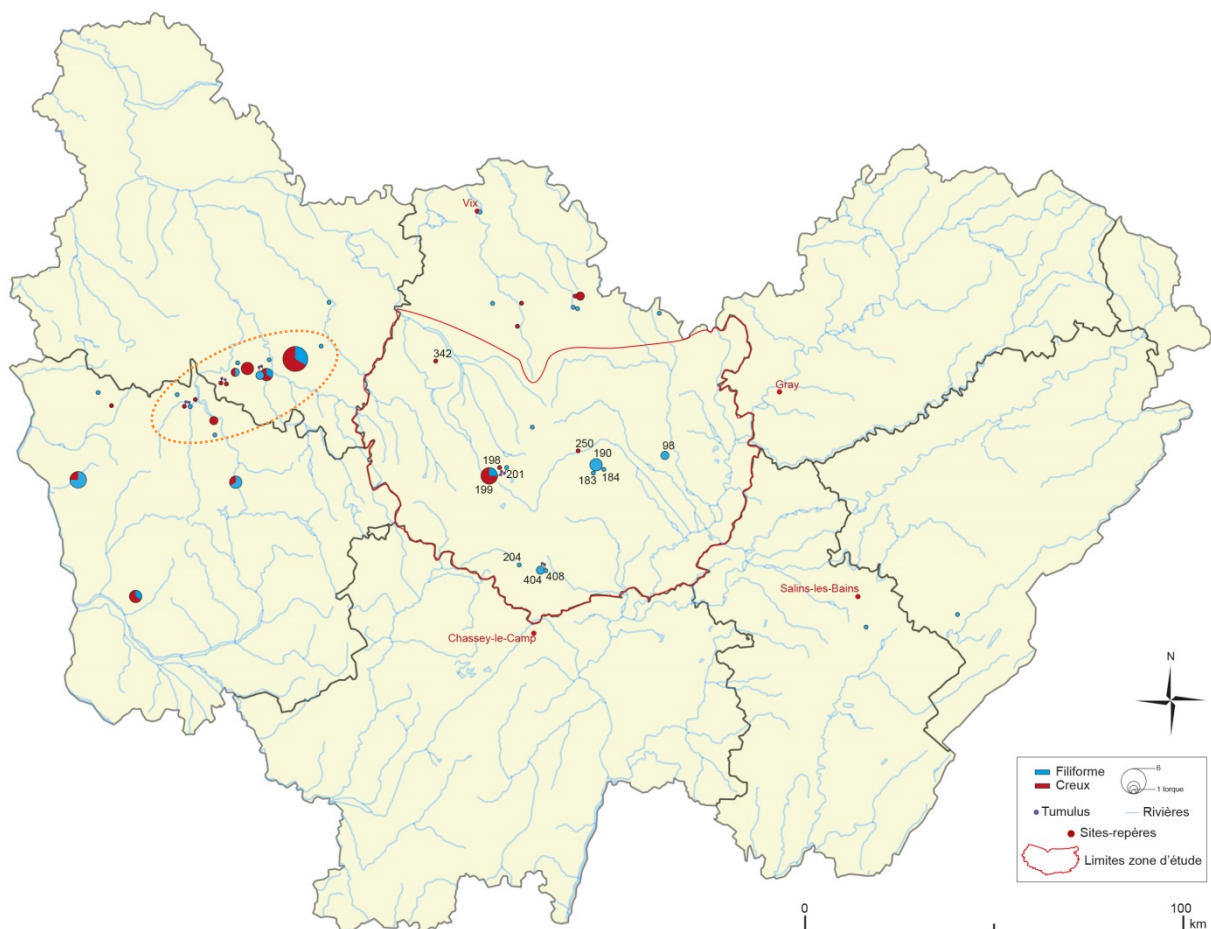 Vix
342
Gray
250
98
190
198
201
184
183
199
204
408
404
Salins-les-Bains
Chassey-le-Camp
N
Filiforme
Creux
6
1 torque
Tumulus
Rivières
Sites-repères
Limites zone d'étude
0
100
km